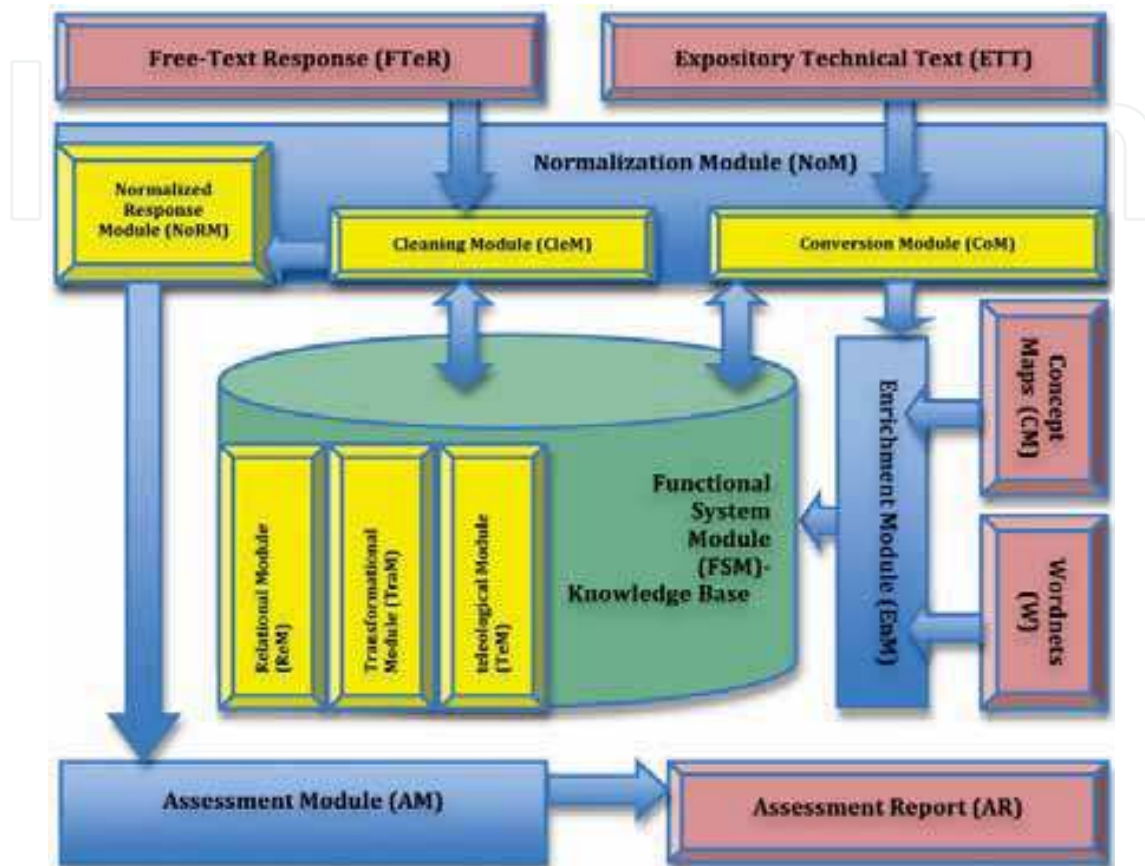 Free-Text Response (FTeR)
Expository Technical Text (ETT)
Normalization Module (NoM)
Normalized
Response
Module (NoRM)
Cleaning Module (CleM)
Conversion Module (CoM)
Concept
Maps (CM)
Enrichment Module (EnM)
Functional
System
Module
(FSM)-
Knowledge Base
Relational Module
(ReM)
Transformational
Module (TraM)
teleological Module
(TeM)
Wordnets
(W)
Assessment Module (AM)
Assessment Report (AR)